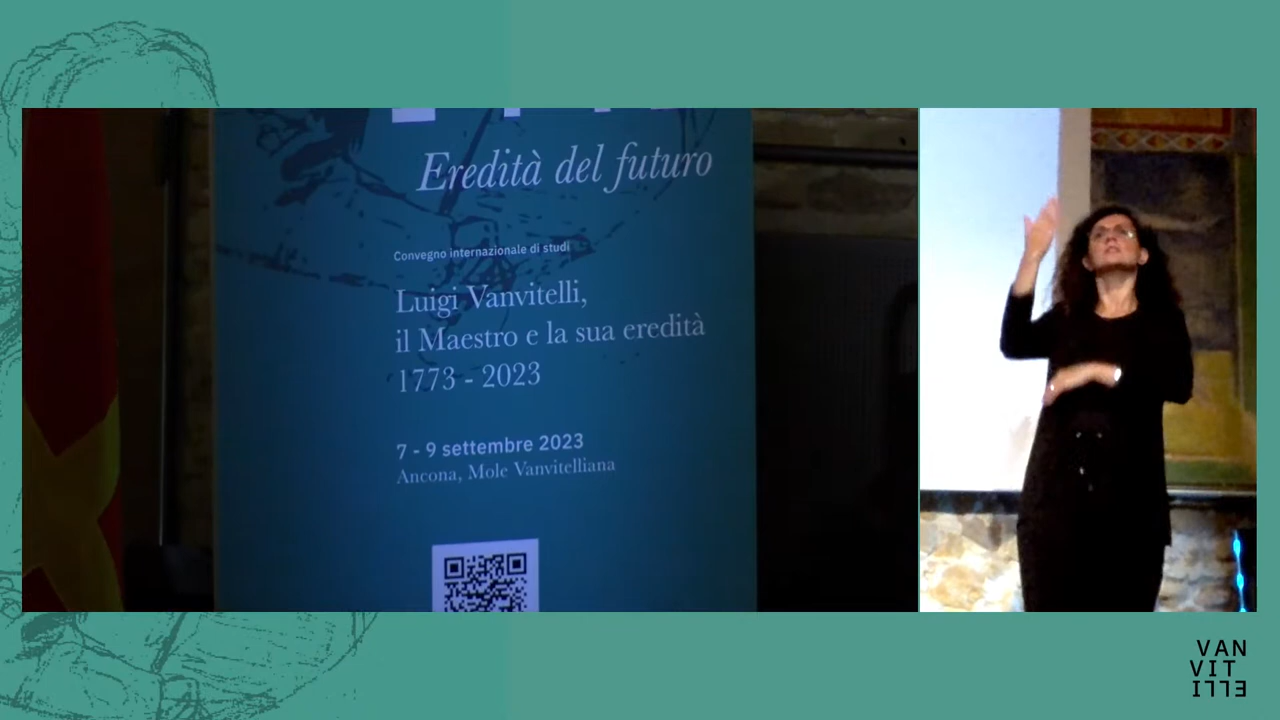 Eredità del futuro
Convegno internazionale di studi
Luigi Vanvitelli,
il Maestro e la sua eredità
1773 - 2023
7 - 9 settembre 2023
Ancona, Mole Vanvitelliana
VAN
VIT
ELLI